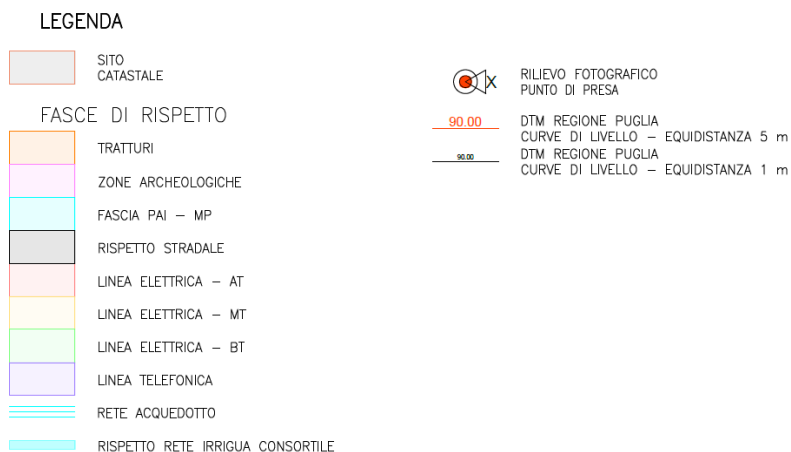 LEGENDA
SITO
CATASTALE
FASCE DI RISPETTO
TRATTURI
ZONE ARCHEOLOGICHE
FASCIA PAI – MP
RISPETTO STRADALE
LINEA ELETTRICA – AT
LINEA ELETTRICA – MT
LINEA ELETTRICA – BT
LINEA TELEFONICA
RETE ACQUEDOTTO
RISPETTO RETE IRRIGUA CONSORTILE
X
RILIEVO FOTOGRAFICO
PUNTO DI PRESA
90.00
DTM REGIONE PUGLIA
CURVE DI LIVELLO – EQUIDISTANZA 5 m
90.00
DTM REGIONE PUGLIA
CURVE DI LIVELLO – EQUIDISTANZA 1 m